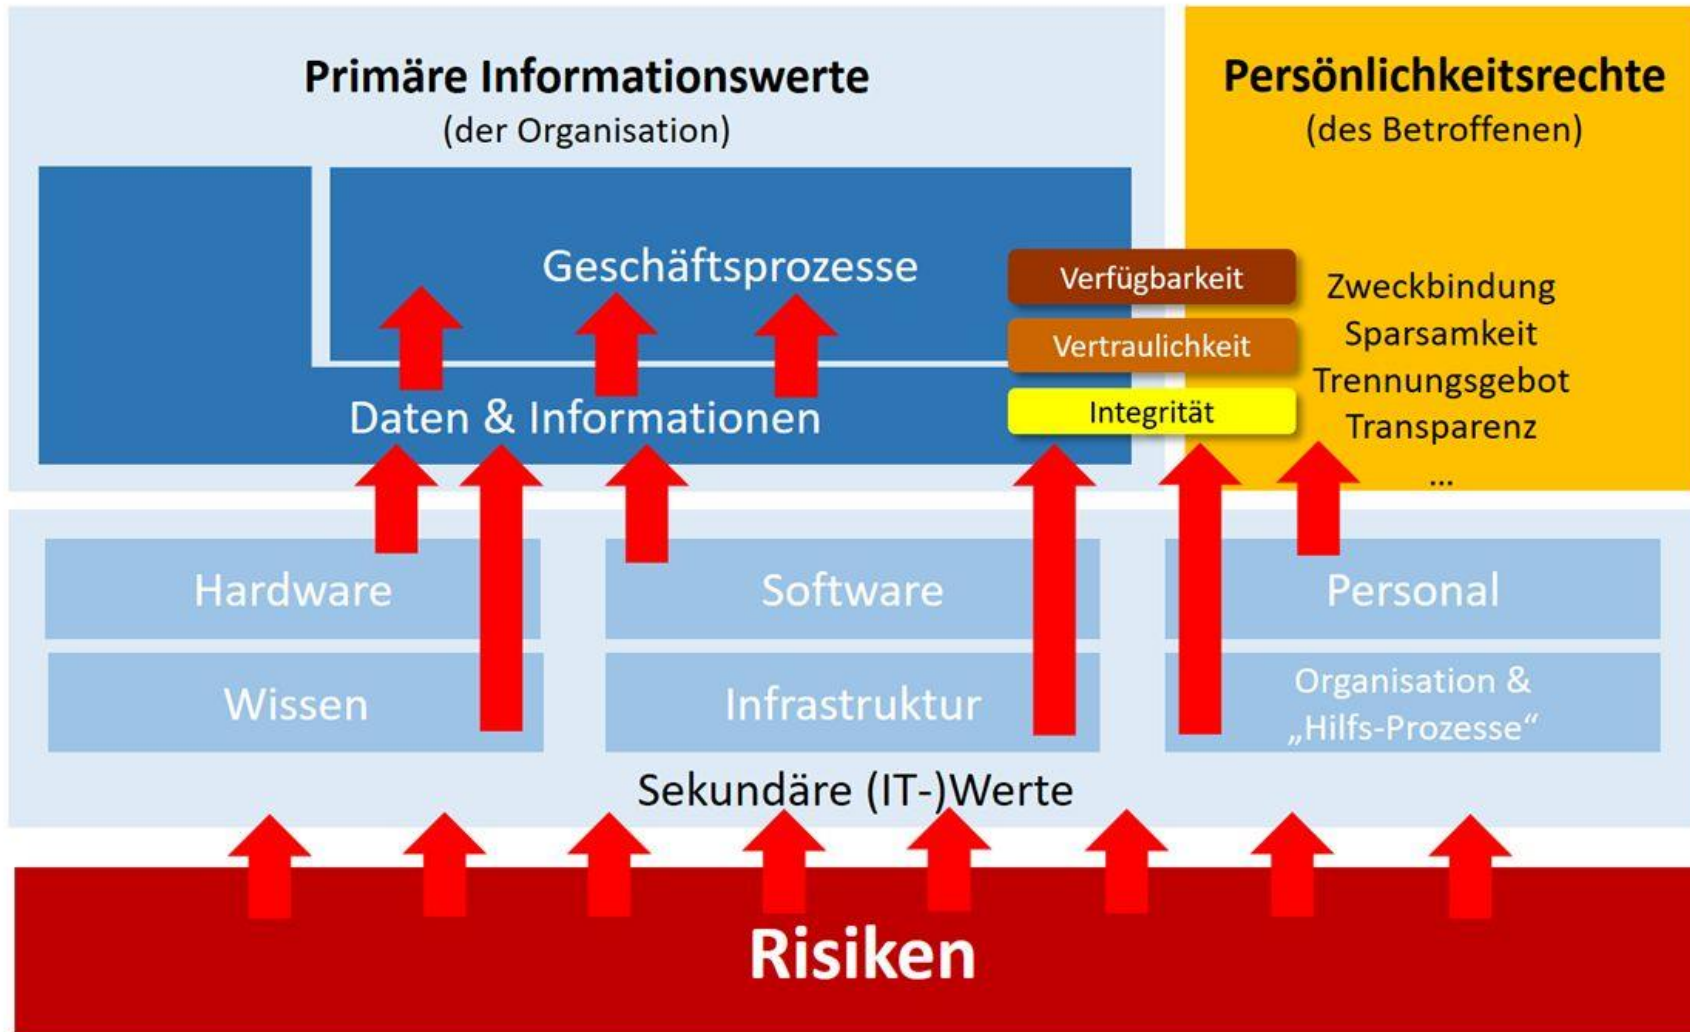 Primäre Informationswerte
(der Organisation)
Persönlichkeitsrechte
(des Betroffenen)
Geschäftsprozesse
Daten & Informationen
Verfügbarkeit
Vertraulichkeit
Integrität
Zweckbindung
Sparsamkeit
Trennungsgebot
Transparenz
...
Hardware
Software
Personal
Wissen
Infrastruktur
Organisation &
„Hilfs-Prozesse“
Sekundäre (IT-)Werte
Risiken